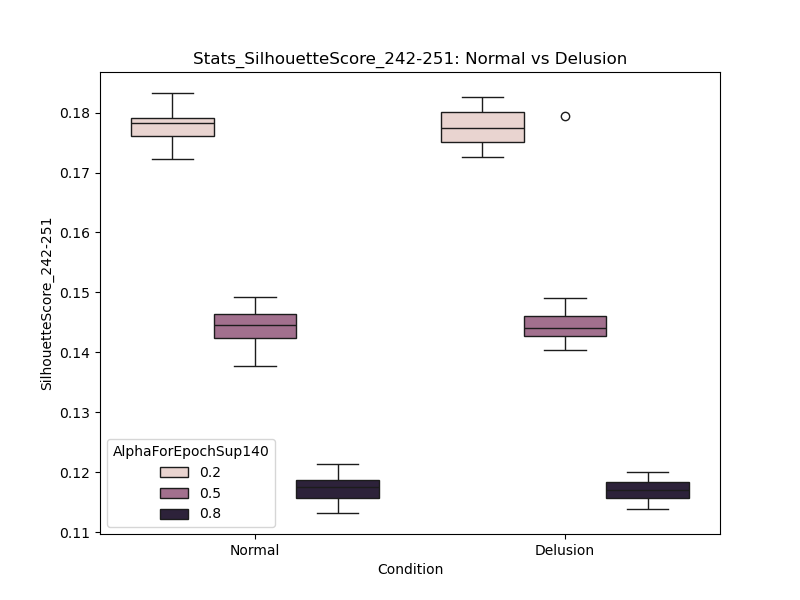 Stats_SilhouetteScore_242-251: Normal vs Delusion
SilhouetteScore_242-251
0.18
0.17
0.16
0.15
0.14
0.13
0.12
0.11
AlphaForEpochSup140
0.2
0.5
0.8
Normal
Delusion
Condition